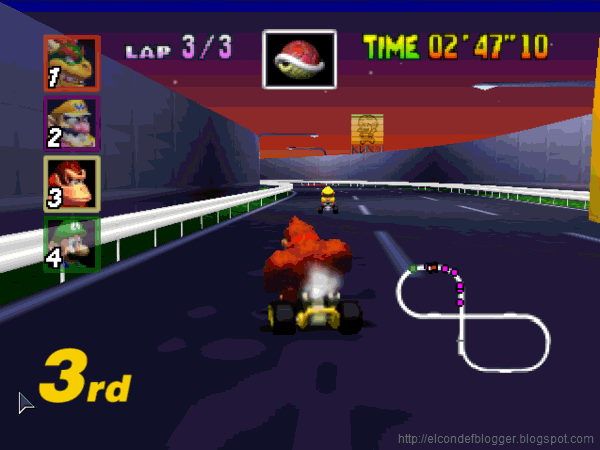 LAP 3/3
TIME 02'47"10
1
2
3
4
3rd
http://elcondefblogger.blogspot.com